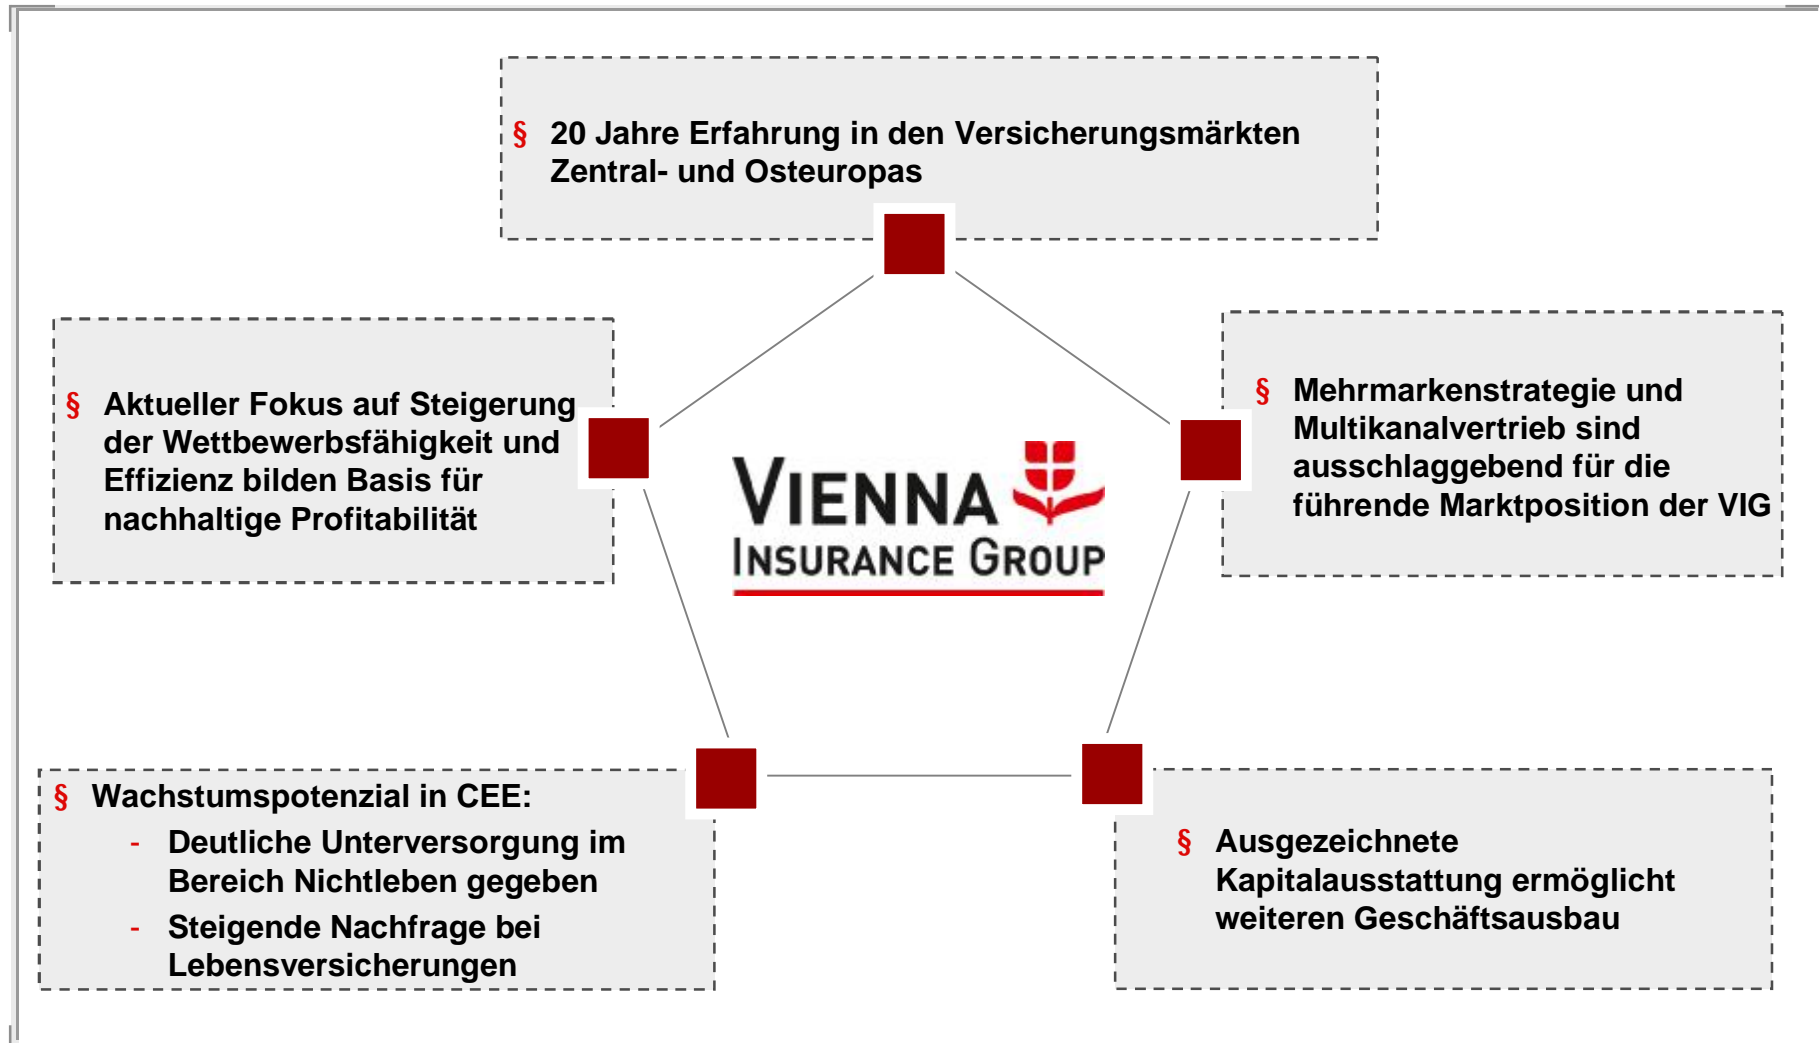 § 20 Jahre Erfahrung in den Versicherungsmärkten
Zentral- und Osteuropas
§ Aktueller Fokus auf Steigerung
der Wettbewerbsfähigkeit und
Effizienz bilden Basis für
nachhaltige Profitabilität
§ Mehrmarkenstrategie und
Multikanalvertrieb sind
ausschlaggebend für die
führende Marktposition der VIG
VIENNA
INSURANCE GROUP
§ Wachstumspotenzial in CEE:
- Deutliche Unterversorgung im
Bereich Nichtleben gegeben
- Steigende Nachfrage bei
Lebensversicherungen
§ Ausgezeichnete
Kapitalausstattung ermöglicht
weiteren Geschäftsausbau